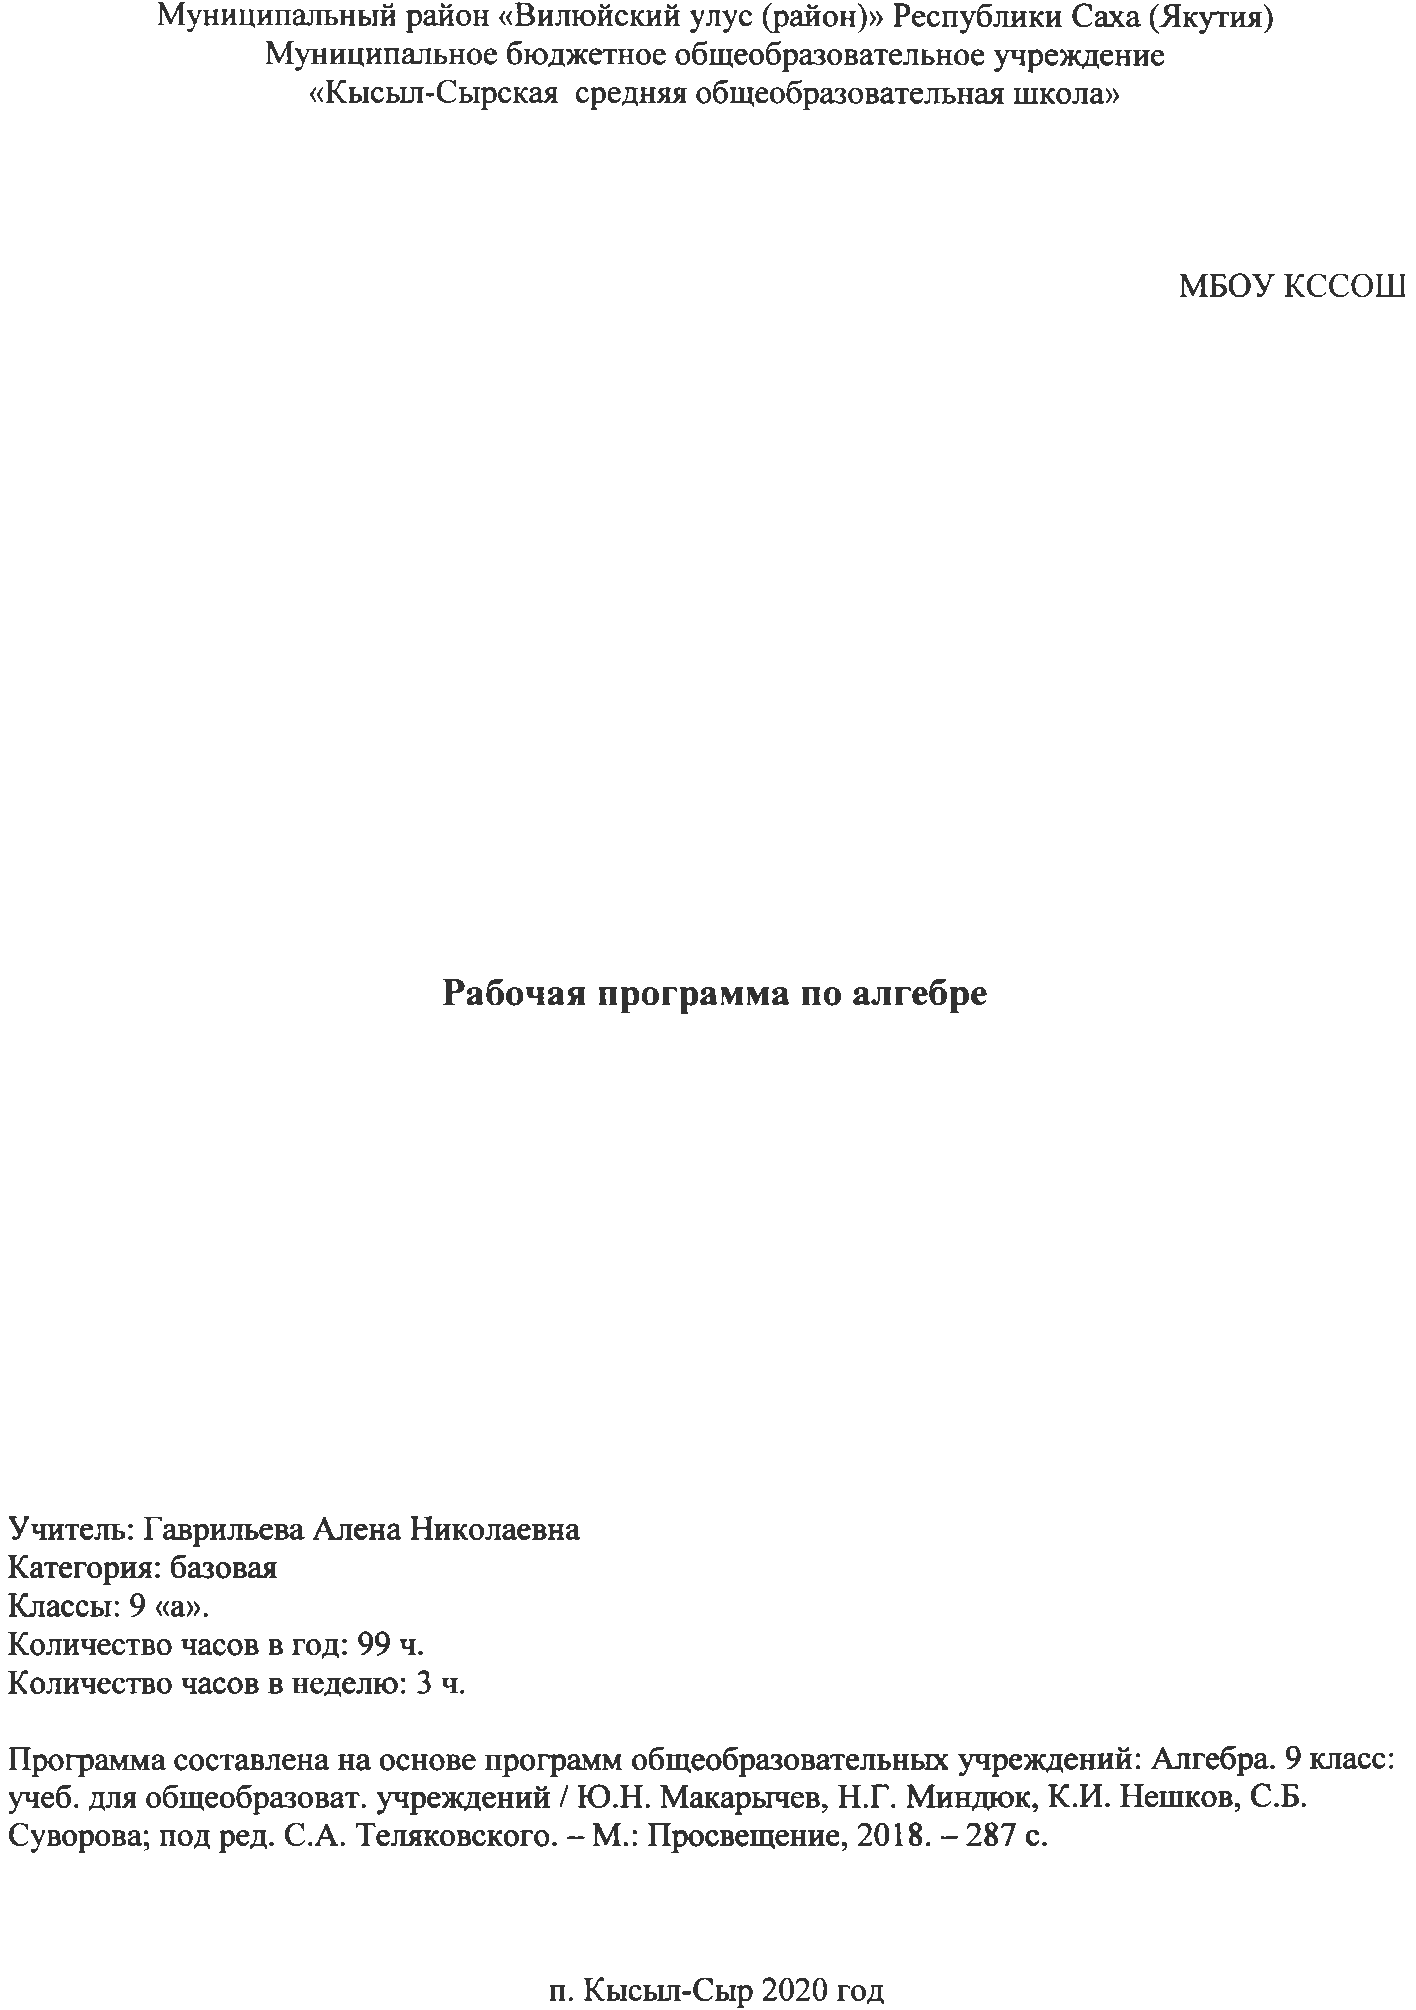 Муниципальный район «Вилюйский улус (район)» Республики Саха (Якутия)
Муниципальное бюджетное общеобразовательное учреждение
«Кысыл-Сырская средняя общеобразовательная школа»
МБОУ КССОШ
Рабочая программа по алгебре
Учитель: Гаврильева Алена Николаевна
Категория: базовая
Классы: 9 «а».
Количество часов в год: 99 ч.
Количество часов в неделю: 3 ч.
Программа составлена на основе программ общеобразовательных учреждений: Алгебра. 9 класс:
учеб. для общеобразоват. учреждений / Ю.Н. Макарычев, Н.Г. Миндюк, К.И. Нешков, С.Б.
Суворова; под ред. С.А. Теляковского. – М.: Просвещение, 2018. – 287 с.
п. Кысыл-Сыр 2020 год